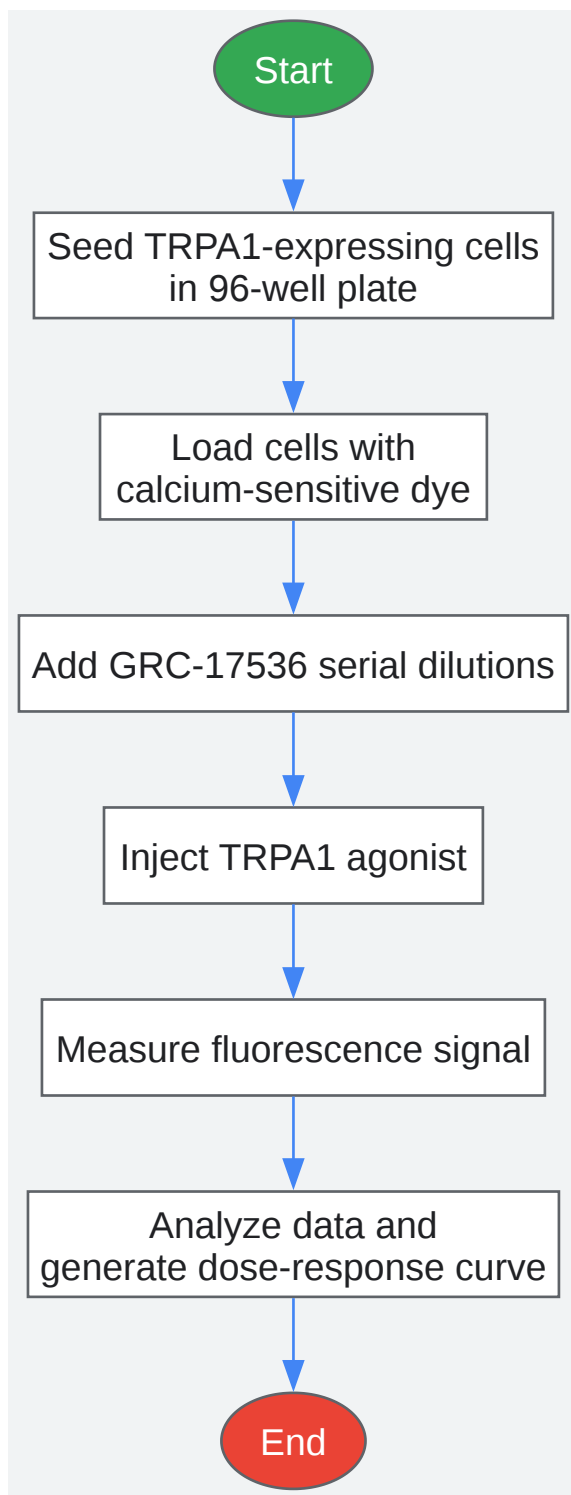 Start
Seed TRPA1-expressing cells
in 96-well plate
Load cells with
calcium-sensitive dye
Add GRC-17536 serial dilutions
Inject TRPA1 agonist
Measure fluorescence signal
Analyze data and
generate dose-response curve
End